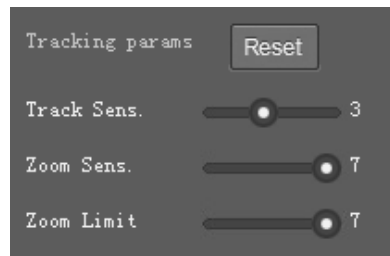 Tracking params Reset
Track Sens. 3
Zoom Sens. 7
Zoom Limit 7